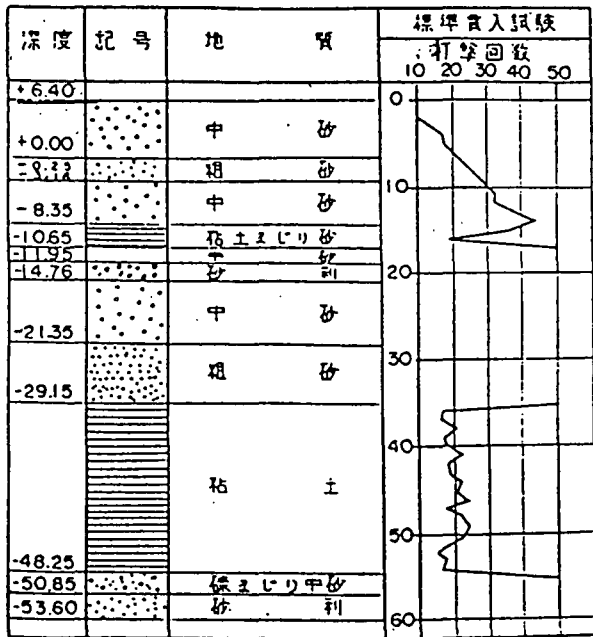 深度 記号 地質 標準貫入試験
打撃回数
10 20 30 40 50
+6.40
+0.00 中砂
粗砂
-8.35 中砂
-10.65 粘土まじり砂
-11.95 中砂
-14.76 砂利
-21.35 中砂
-29.15 粗砂
-48.25 粘土
-50.85 礫まじり中砂
-53.60 砂利
0
10
20
30
40
50
60